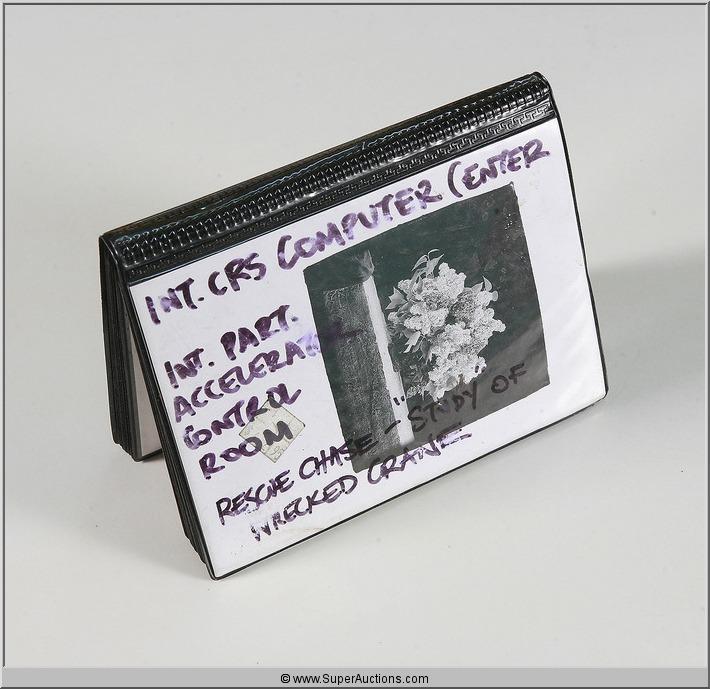 INT. CRS COMPUTER CENTER
INT. PART.
ACCELERATOR
CONTROL
ROOM
RESCUE CHASE - "STUDY OF
WRECKED CRANE
© www.SuperAuctions.com